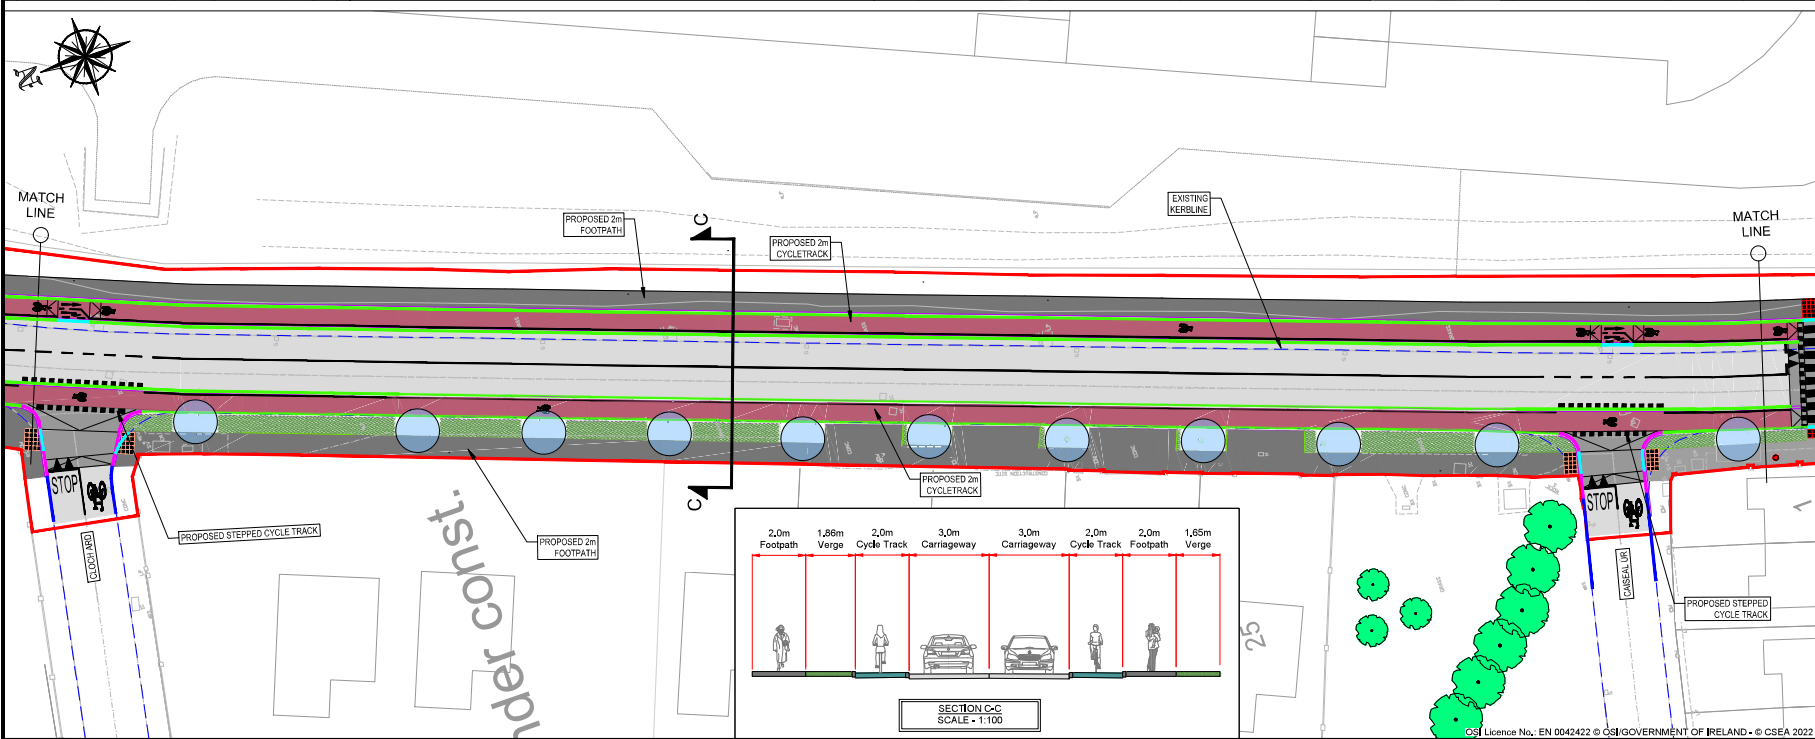 MATCH
LINE
PROPOSED 2m
FOOTPATH
C
PROPOSED 2m
CYCLETRACK
EXISTING
KERBLINE
MATCH
LINE
STOP
CLOCH ARD
PROPOSED STEPPED CYCLE TRACK
PROPOSED 2m
FOOTPATH
C
PROPOSED 2m
CYCLETRACK
nder const.
STOP
CAISEAL UR
PROPOSED STEPPED
CYCLE TRACK
25
1
2.0m
Footpath
1.86m
Verge
2.0m
Cycle Track
3.0m
Carriageway
3.0m
Carriageway
2.0m
Cycle Track
2.0m
Footpath
1.65m
Verge
SECTION C-C
SCALE - 1:100
OSI Licence No.: EN 0042422 © OSI/GOVERNMENT OF IRELAND - © CSEA 2022